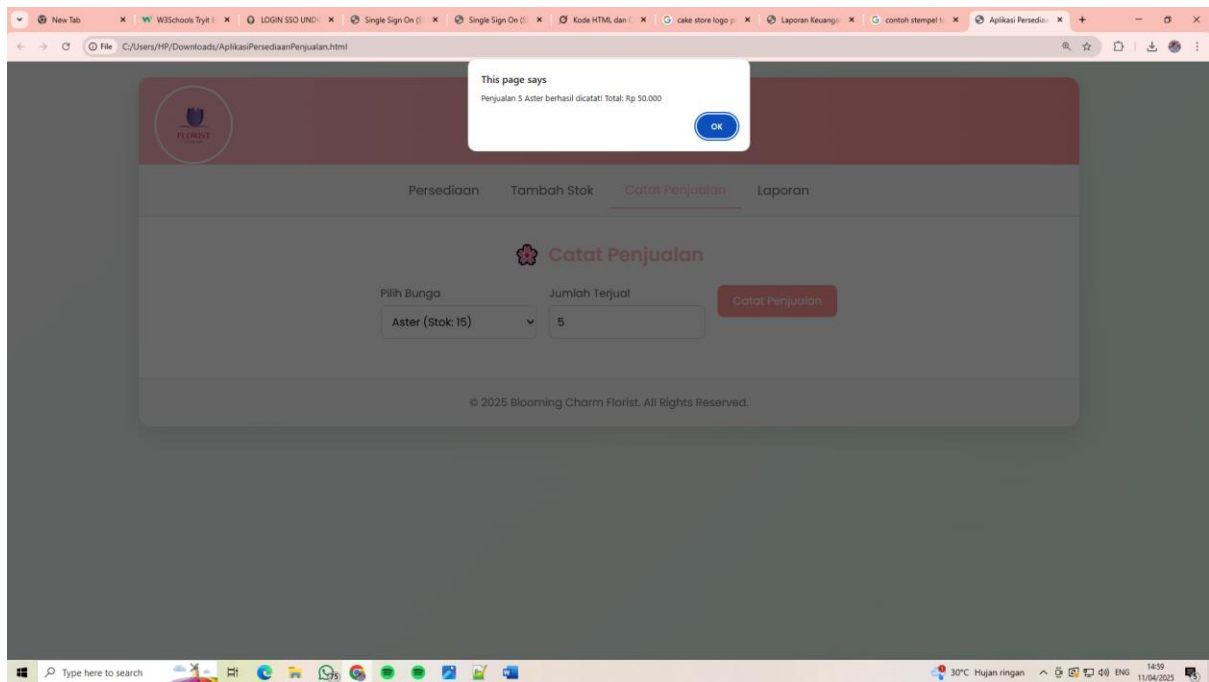 New Tab
W3Schools Tryit E
LOGIN SSO UNDI
Single Sign On (S
Single Sign On (S
Kode HTML dan C
cake store logo p
Laporan Keuanga
contoh stempel t
Aplikasi Persedia
File C:/Users/HP/Downloads/AplikasiPersediaanPenjualan.html
This page says
Penjualan 5 Aster berhasil dicatat! Total: Rp 50.000
OK
FLORIST
Persediaan Tambah Stok Catat Penjualan Laporan
Catat Penjualan
Pilih Bunga Jumlah Terjual
Catat Penjualan
Aster (Stok: 15) 5
© 2025 Blooming Charm Florist. All Rights Reserved.
Type here to search
30°C Hujan ringan ENG 14:59
11/04/2025